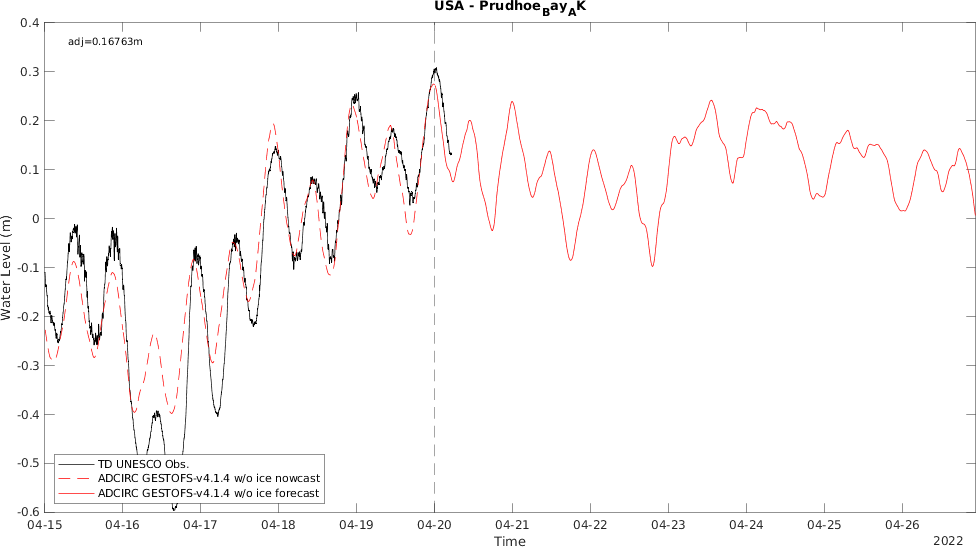 USA - Prudhoe_Bay_AK
adj=0.16763m
0.4
0.3
0.2
0.1
0
-0.1
-0.2
-0.3
-0.4
-0.5
-0.6
Water Level (m)
TD UNESCO Obs.
ADCIRC GESTOFS-v4.1.4 w/o ice nowcast
ADCIRC GESTOFS-v4.1.4 w/o ice forecast
04-15 04-16 04-17 04-18 04-19 04-20 04-21 04-22 04-23 04-24 04-25 04-26
Time
2022